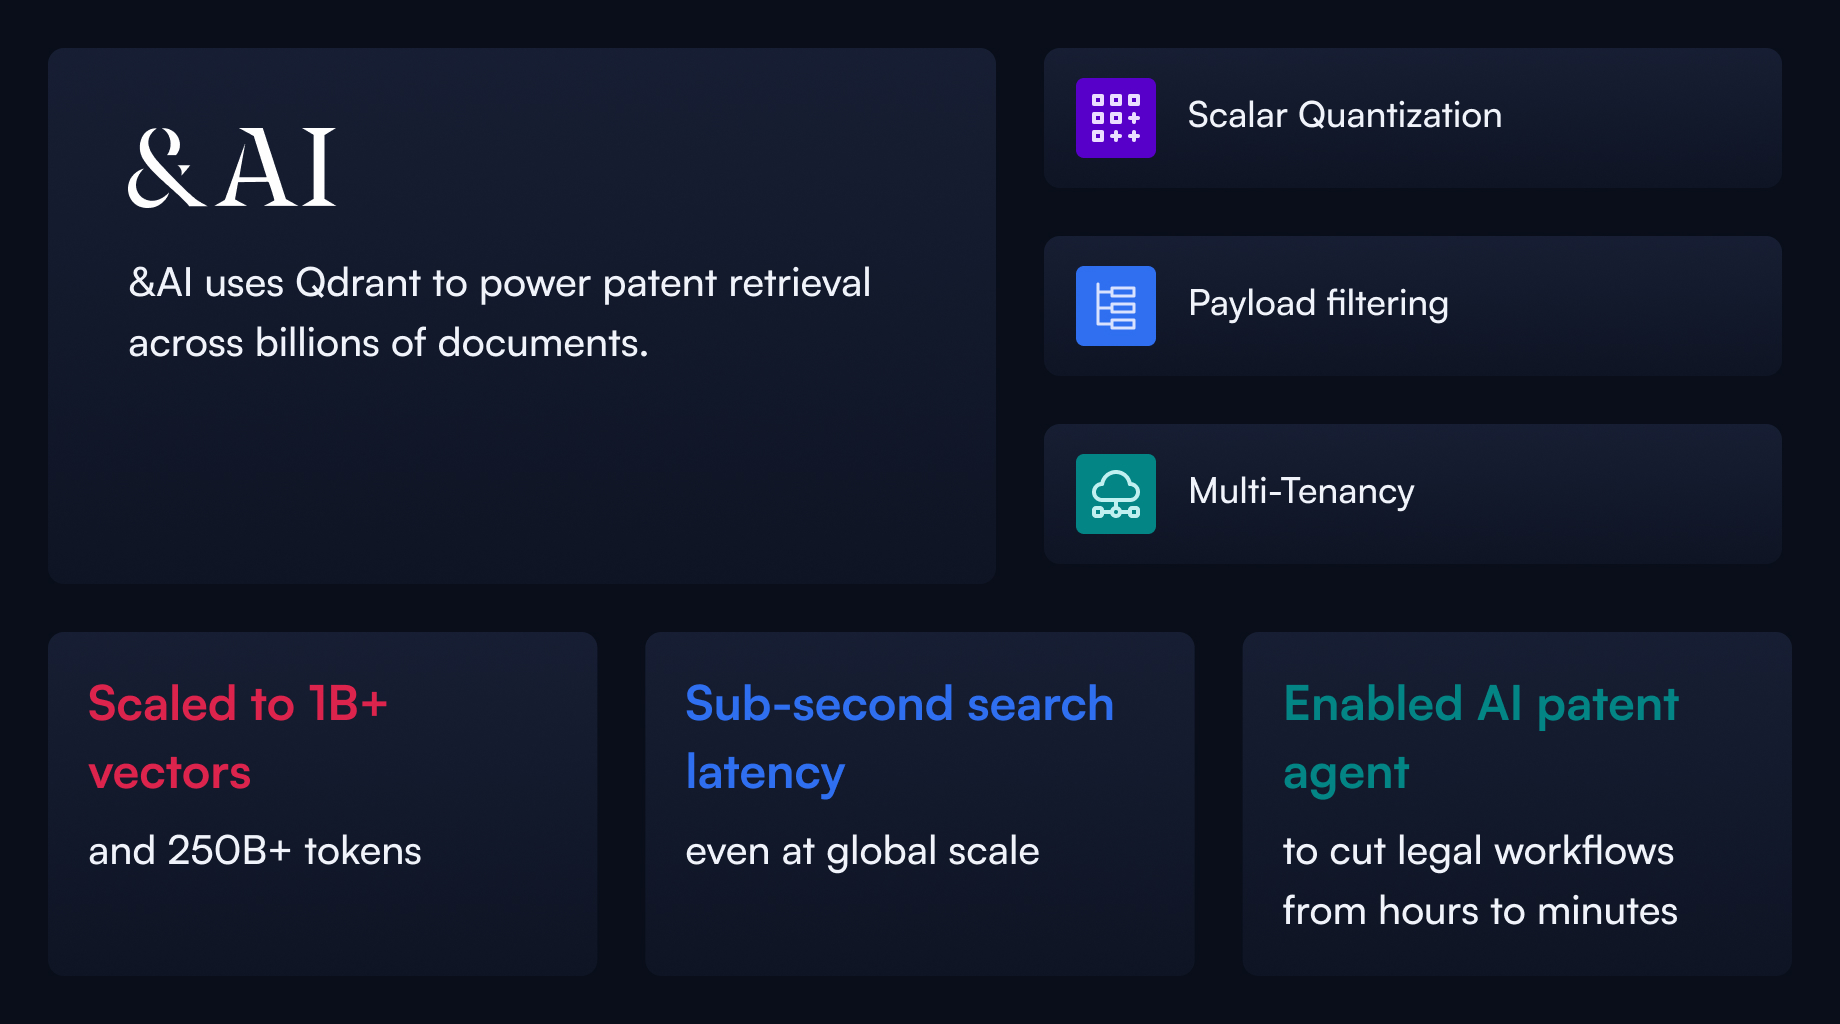 &AI
&AI uses Qdrant to power patent retrieval
across billions of documents.
Scalar Quantization
Payload filtering
Multi-Tenancy
Scaled to 1B+
vectors
and 250B+ tokens
Sub-second search
latency
even at global scale
Enabled AI patent
agent
to cut legal workflows
from hours to minutes